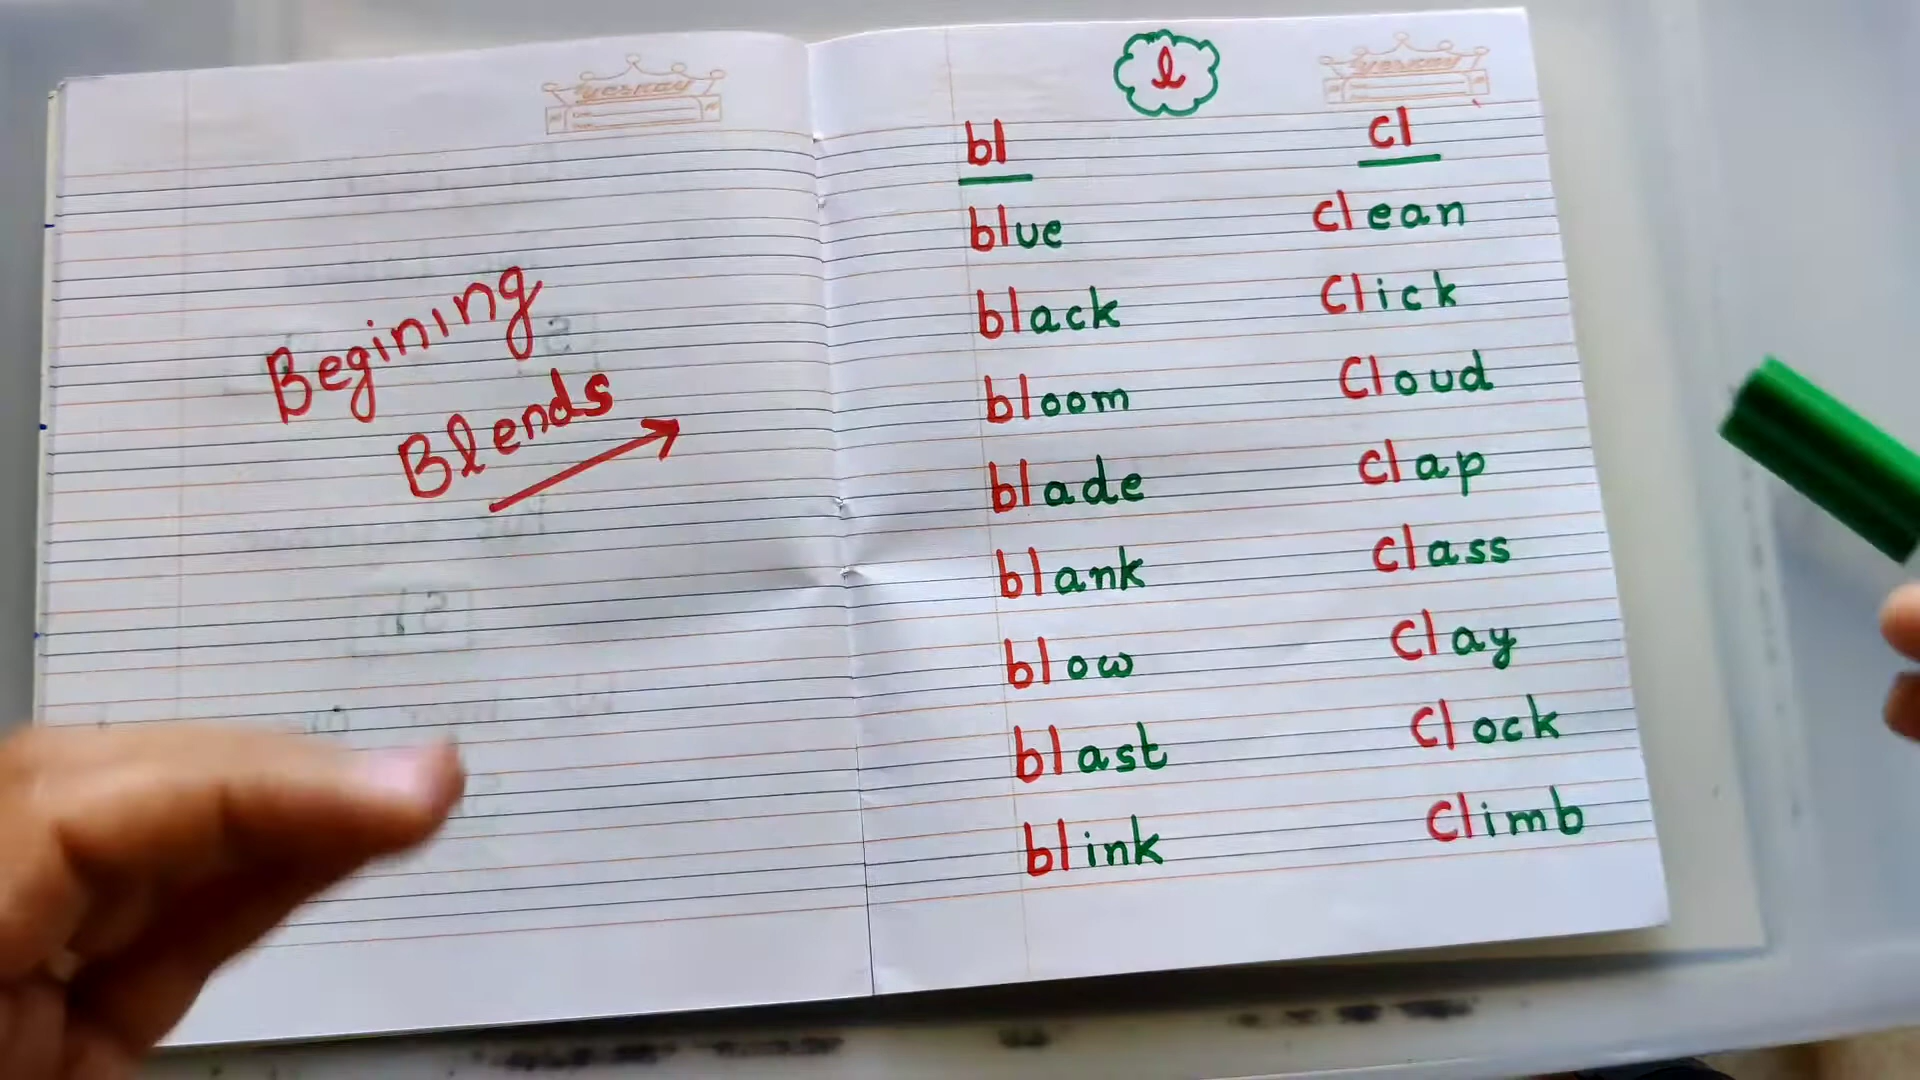 Begining
Blends
l
bl cl
blue clean
black click
bloom cloud
blade clap
blank class
blow clay
blast clock
blink climb